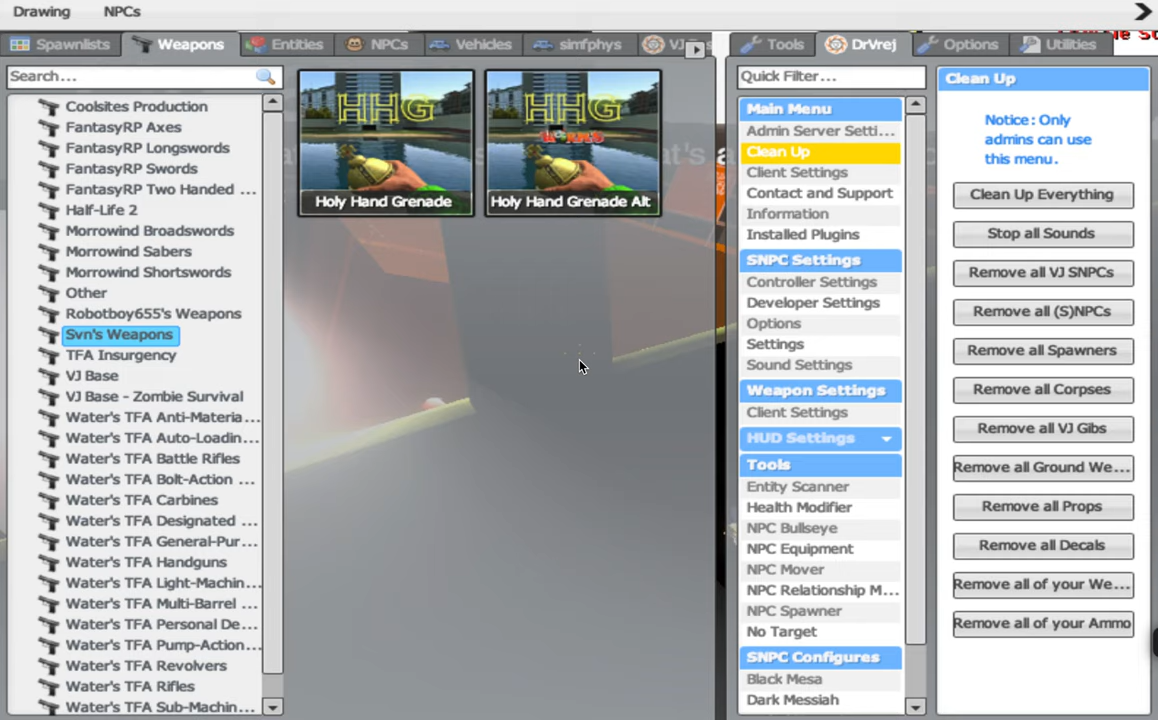 Drawing NPCs
Spawnlists Weapons Entities NPCs Vehicles simfphys
Tools DrVrej Options Utilities
Search...
Coolsites Production
FantasyRP Axes
FantasyRP Longswords
FantasyRP Swords
FantasyRP Two Handed ...
Half-Life 2
Morrowind Broadswords
Morrowind Sabers
Morrowind Shortswords
Other
Robotboy655's Weapons
Svn's Weapons
TFA Insurgency
VJ Base
VJ Base - Zombie Survival
Water's TFA Anti-Materia...
Water's TFA Auto-Loadin...
Water's TFA Battle Rifles
Water's TFA Bolt-Action ...
Water's TFA Carbines
Water's TFA Designated ...
Water's TFA General-Pur...
Water's TFA Handguns
Water's TFA Light-Machin...
Water's TFA Multi-Barrel ...
Water's TFA Personal De...
Water's TFA Pump-Action...
Water's TFA Revolvers
Water's TFA Rifles
Water's TFA Sub-Machin...
HHG
Holy Hand Grenade
HHG
Holy Hand Grenade Alt
Quick Filter...
Main Menu
Admin Server Setti...
Clean Up
Client Settings
Contact and Support
Information
Installed Plugins
SNPC Settings
Controller Settings
Developer Settings
Options
Settings
Sound Settings
Weapon Settings
Client Settings
HUD Settings
Tools
Entity Scanner
Health Modifier
NPC Bullseye
NPC Equipment
NPC Mover
NPC Relationship M...
NPC Spawner
No Target
SNPC Configures
Black Mesa
Dark Messiah
Clean Up
Notice: Only
admins can use
this menu.
Clean Up Everything
Stop all Sounds
Remove all VJ SNPCs
Remove all (S)NPCs
Remove all Spawners
Remove all Corpses
Remove all VJ Gibs
Remove all Ground We...
Remove all Props
Remove all Decals
Remove all of your We...
Remove all of your Ammo